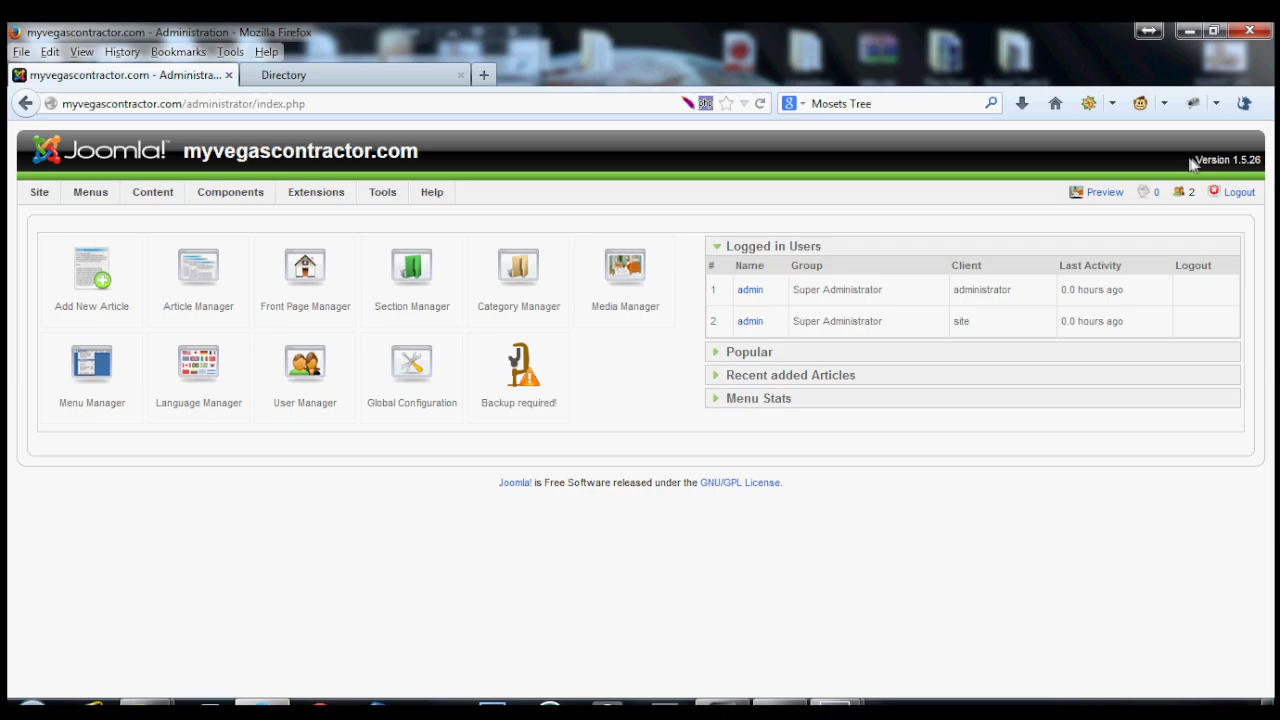 myvegascontractor.com - Administration - Mozilla Firefox
File Edit View History Bookmarks Tools Help
myvegascontractor.com - Administra... Directory
myvegascontractor.com/administrator/index.php php Mosets Tree
Joomla! myvegascontractor.com
Version 1.5.26
Site Menus Content Components Extensions Tools Help Preview 0 2 Logout
Logged in Users
# Name Group Client Last Activity Logout
1 admin Super Administrator administrator 0.0 hours ago
2 admin Super Administrator site 0.0 hours ago
Popular
Recent added Articles
Menu Stats
Add New Article Article Manager Front Page Manager Section Manager Category Manager Media Manager
Menu Manager Language Manager User Manager Global Configuration Backup required!
Joomla! is Free Software released under the GNU/GPL License.